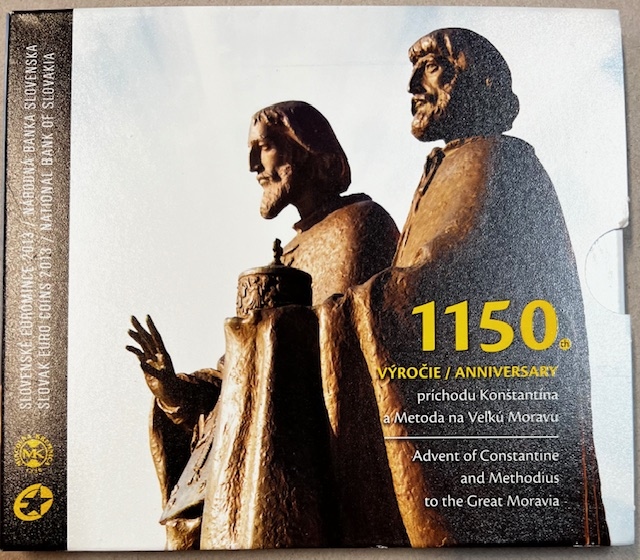 SLOVENSKÉ EUROMINCE 2013 / NÁRODNÁ BANKA SLOVENSKA
SLOVAK EURO COINS 2013 / NATIONAL BANK OF SLOVAKIA
MK
1150.
VÝROČIE / ANNIVERSARY
príchodu Konštantína
a Metoda na Veľkú Moravu
Advent of Constantine
and Methodius
to the Great Moravia